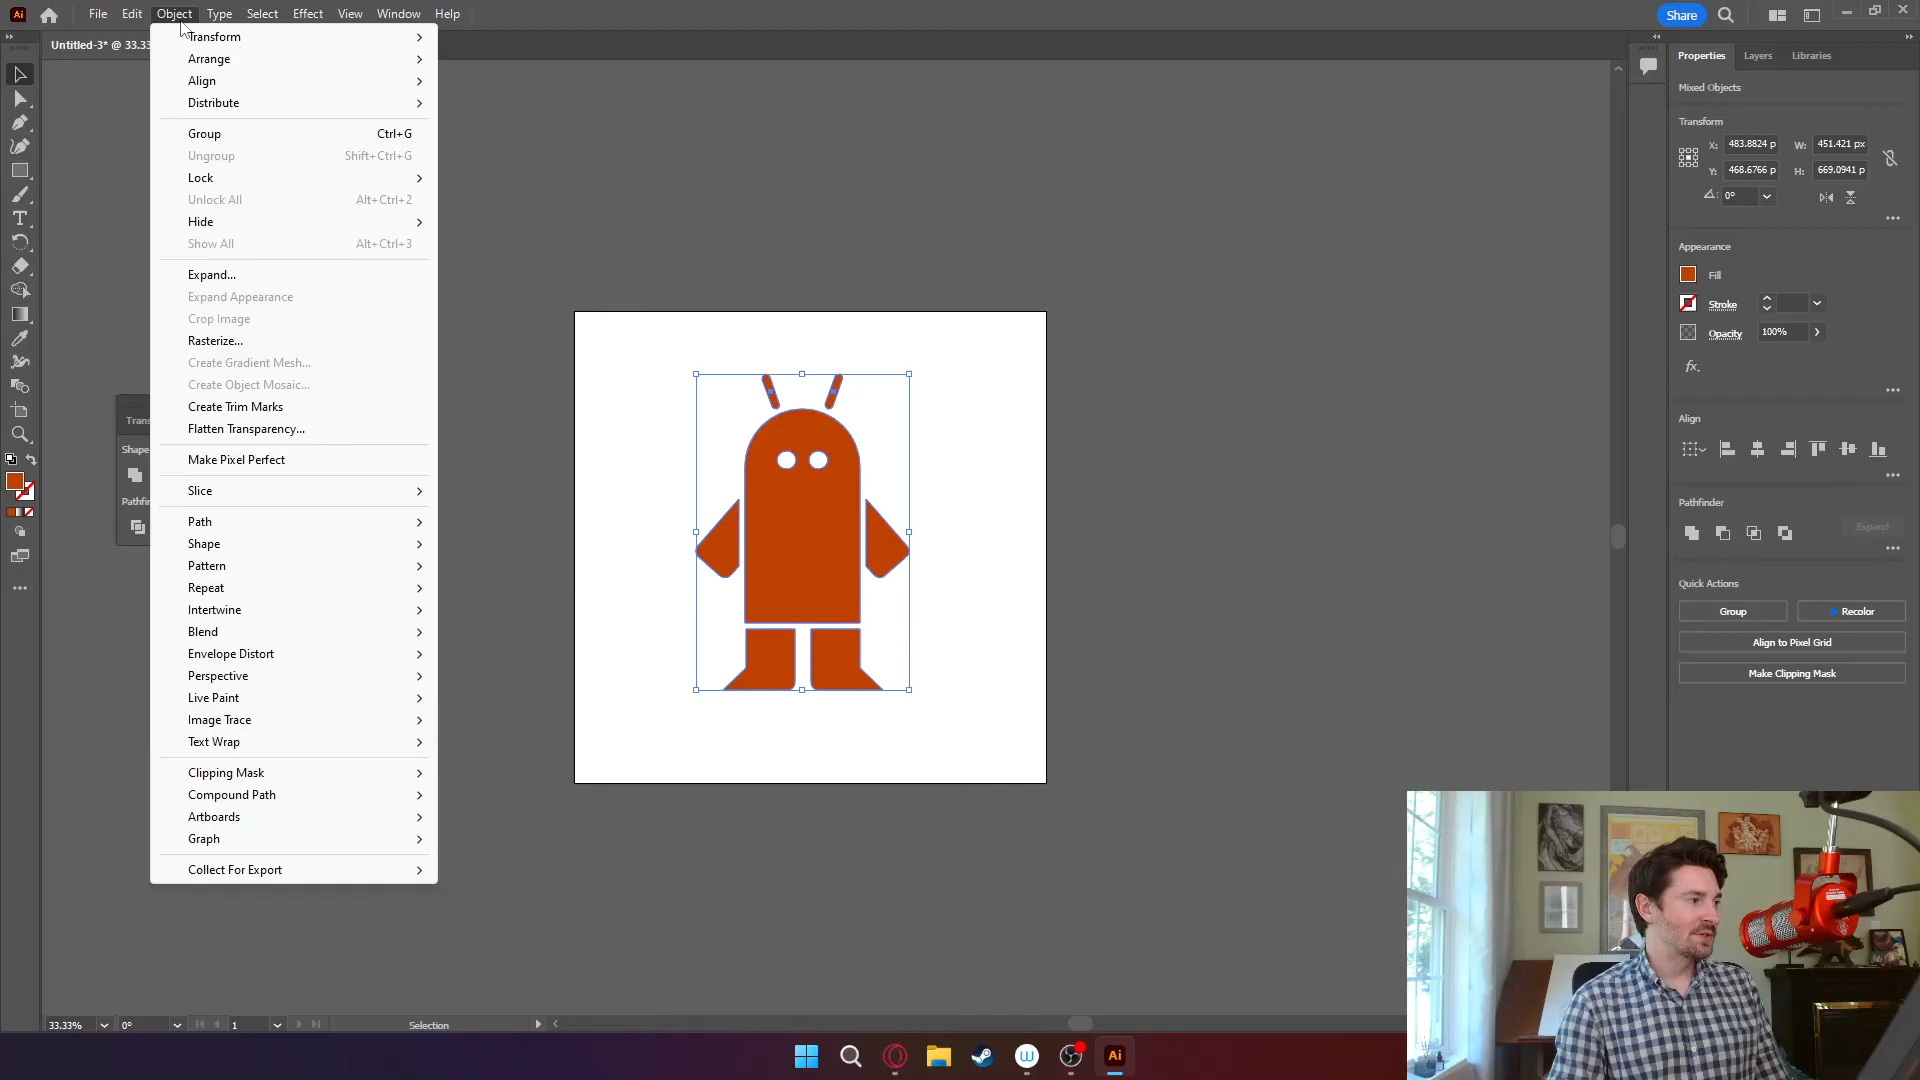 Ai
File Edit Object Type Select Effect View Window Help
Share
Untitled-3* @ 33.33
Transform
Arrange
Align
Distribute
Group Ctrl+G
Ungroup Shift+Ctrl+G
Lock
Unlock All Alt+Ctrl+2
Hide
Show All Alt+Ctrl+3
Expand...
Expand Appearance
Crop Image
Rasterize...
Create Gradient Mesh...
Create Object Mosaic...
Create Trim Marks
Flatten Transparency...
Make Pixel Perfect
Slice
Path
Shape
Pattern
Repeat
Intertwine
Blend
Envelope Distort
Perspective
Live Paint
Image Trace
Text Wrap
Clipping Mask
Compound Path
Artboards
Graph
Collect For Export
Trans
Shape
Pathfin
Properties Layers Libraries
Mixed Objects
Transform
X: 483.8824 p W: 451.421 px
Y: 468.6766 p H: 669.0941 p
0°
Appearance
Fill
Stroke
Opacity 100%
fx.
Align
Pathfinder
Expand
Quick Actions
Group Recolor
Align to Pixel Grid
Make Clipping Mask
33.33% 0° 1 Selection
Ai